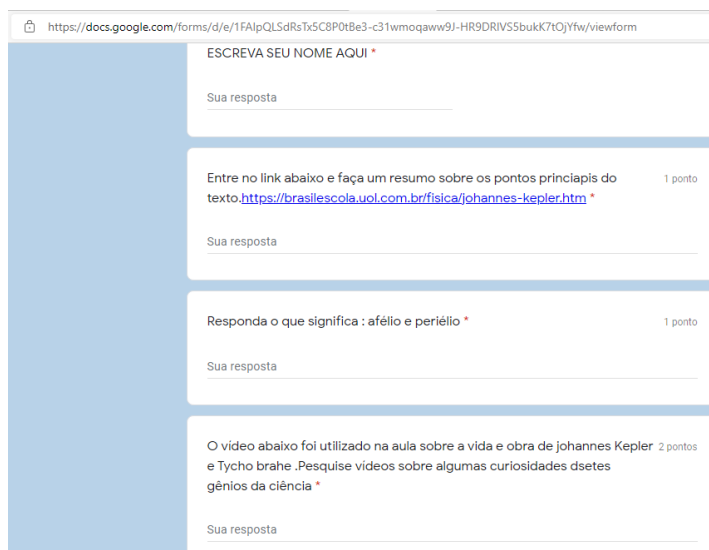 https://docs.google.com/forms/d/e/1FAIpQLSdRsTx5C8P0tBe3-c31wmoqaww9J-HR9DRIVS5bukK7tOjYfw/viewform
ESCREVA SEU NOME AQUI *
Sua resposta
Entre no link abaixo e faça um resumo sobre os pontos princiapis do 1 ponto
texto.https://brasilescola.uol.com.br/fisica/johannes-kepler.htm *
Sua resposta
Responda o que significa : afélio e periélio * 1 ponto
Sua resposta
O vídeo abaixo foi utilizado na aula sobre a vida e obra de johannes Kepler 2 pontos
e Tycho brahe .Pesquise vídeos sobre algumas curiosidades dsetes
gênios da ciência *
Sua resposta